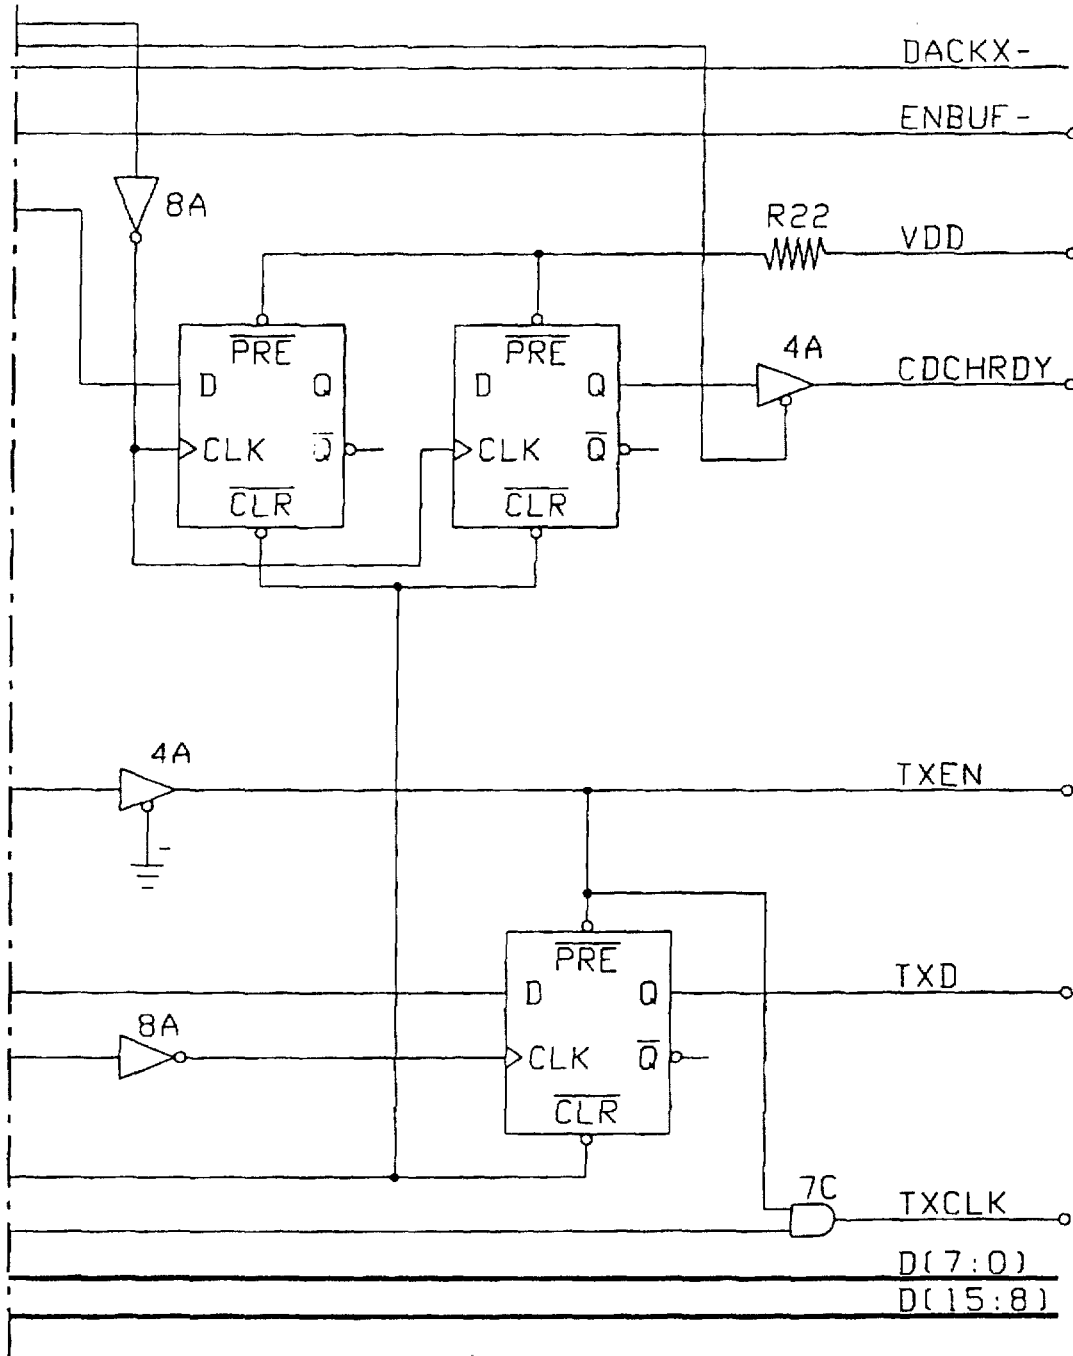 DACKX-
ENBUF-
8A
R22
VDD
PRE
PRE
4A
CDCHRDY
D Q
D Q
CLK Q
CLK Q
CLR
CLR
4A
TXEN
-
PRE
TXD
D Q
8A
CLK Q
CLR
7C
TXCLK
D(7:0)
D(15:8)